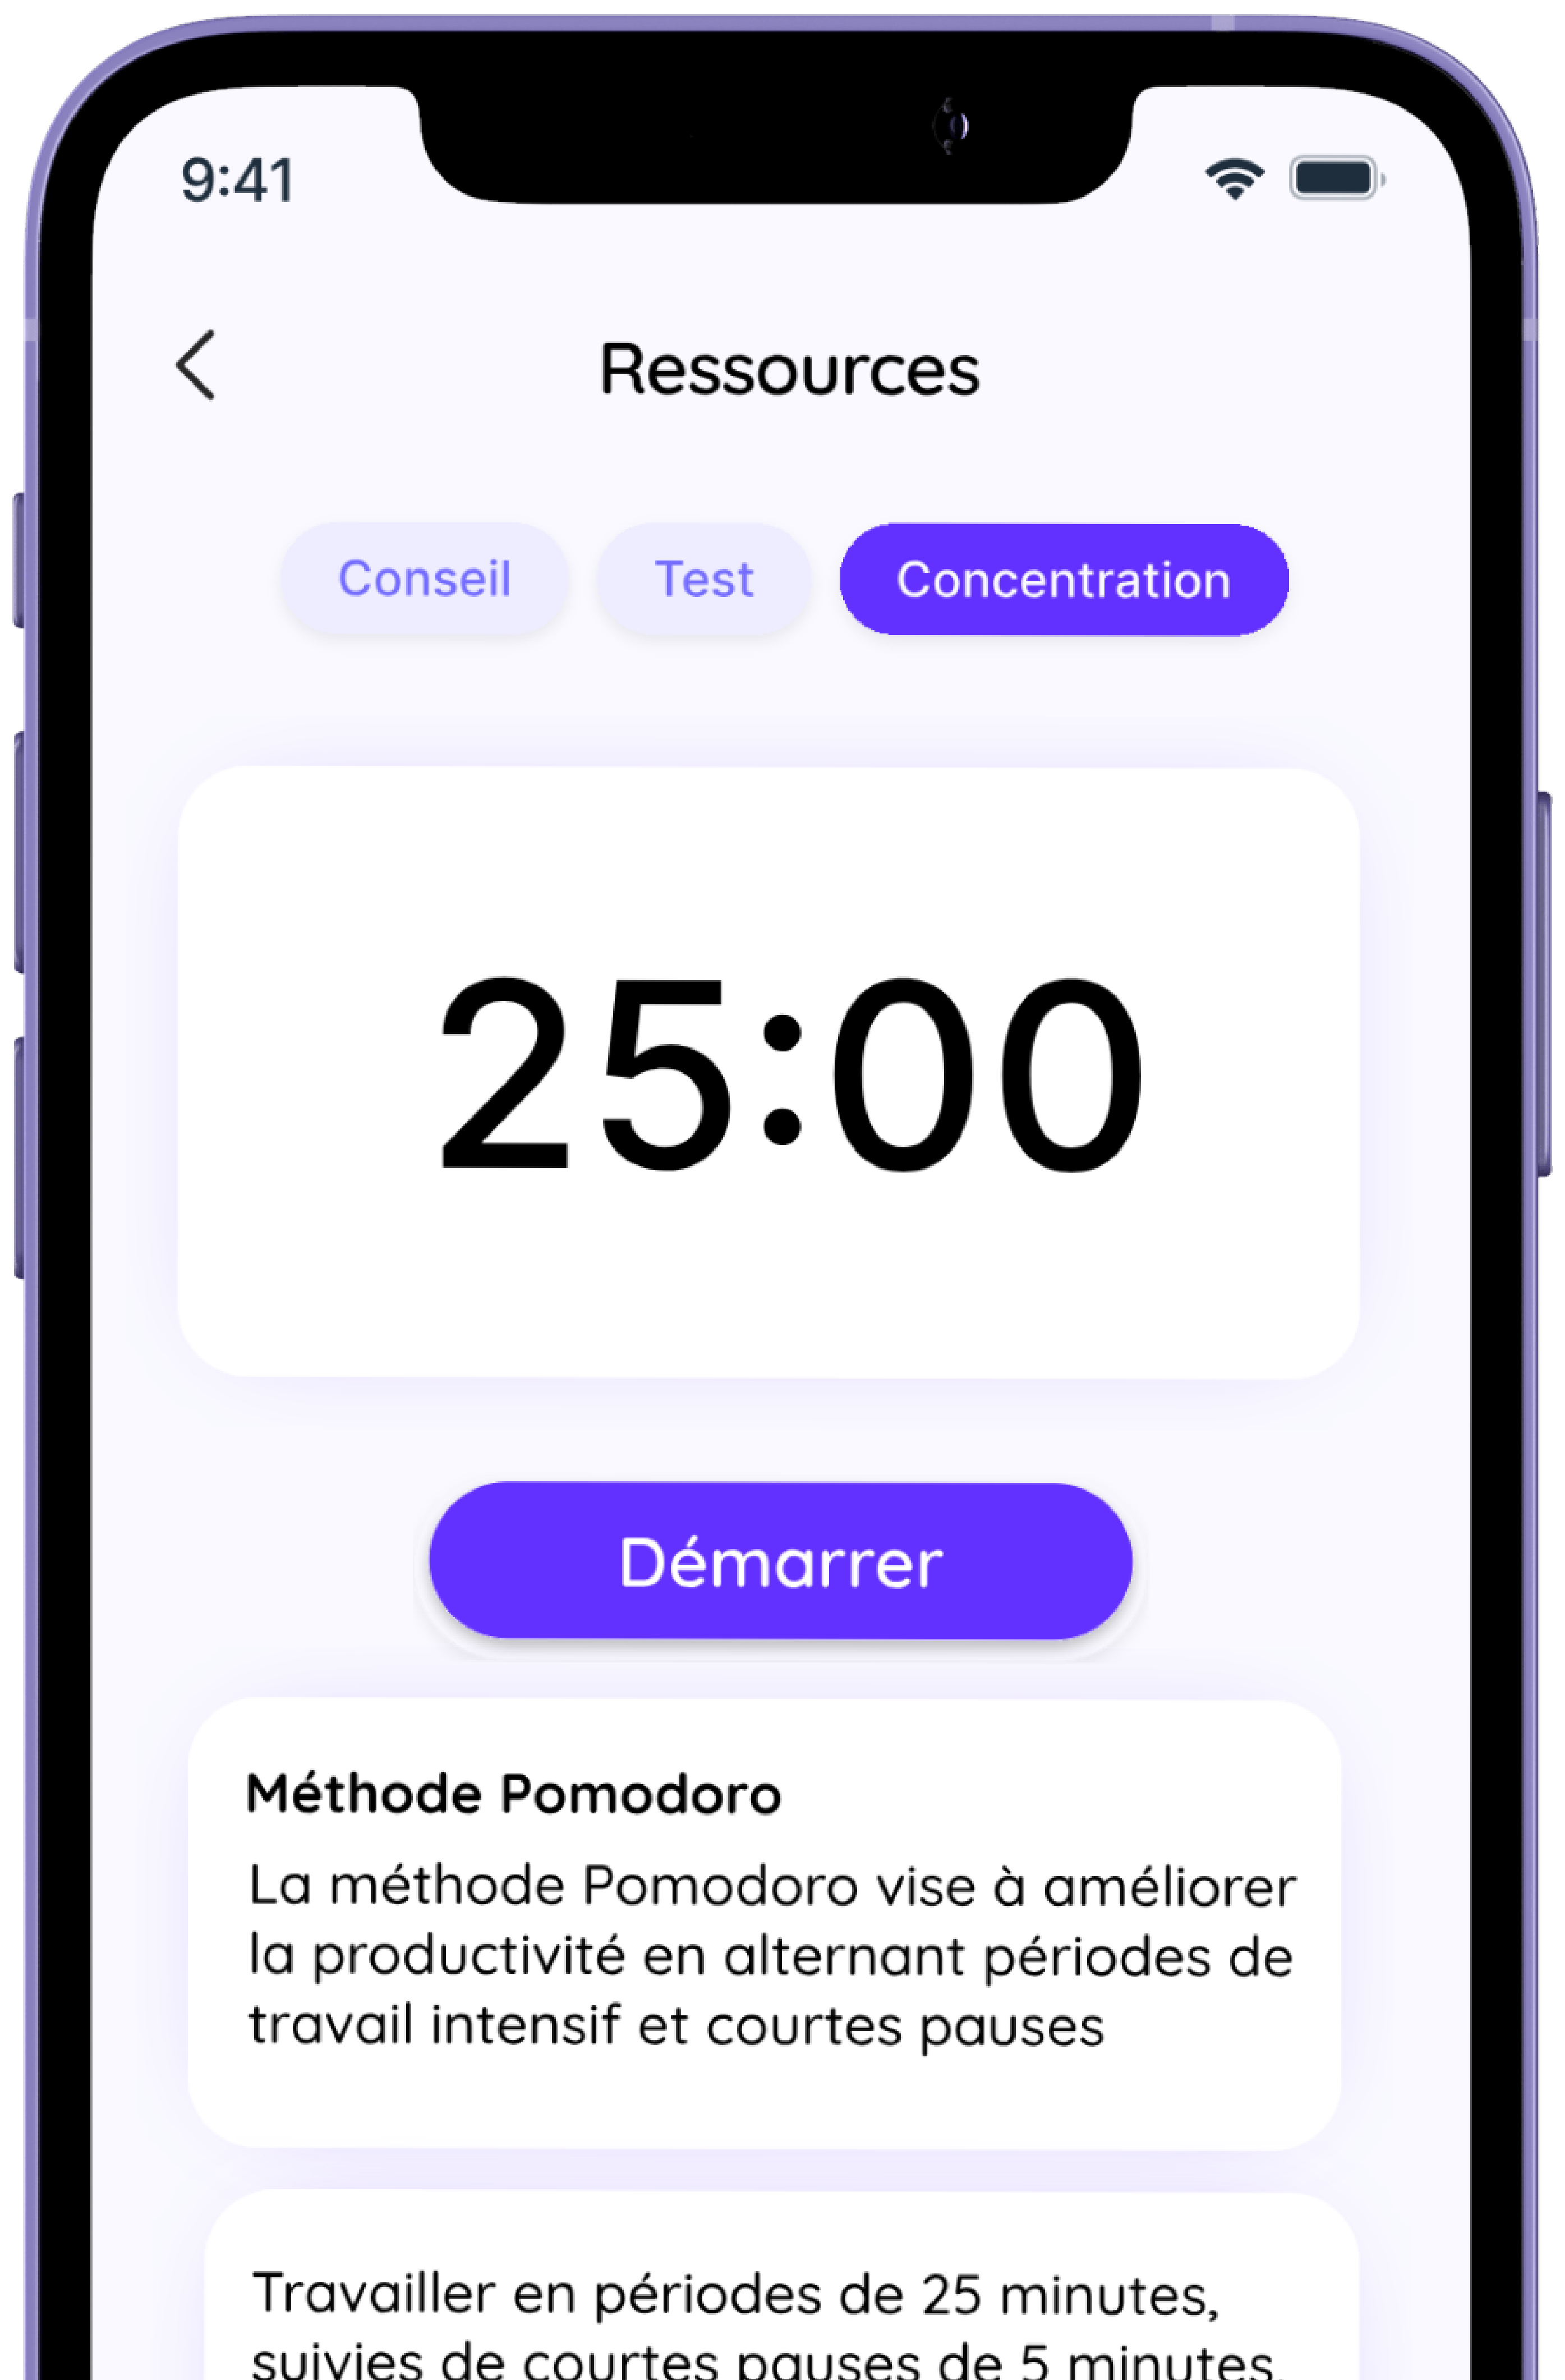 9:41
Ressources
Conseil
Test
Concentration
25:00
Démarrer
Méthode Pomodoro
La méthode Pomodoro vise à améliorer
la productivité en alternant périodes de
travail intensif et courtes pauses
Travailler en périodes de 25 minutes,
suivies de courtes pauses de 5 minutes.